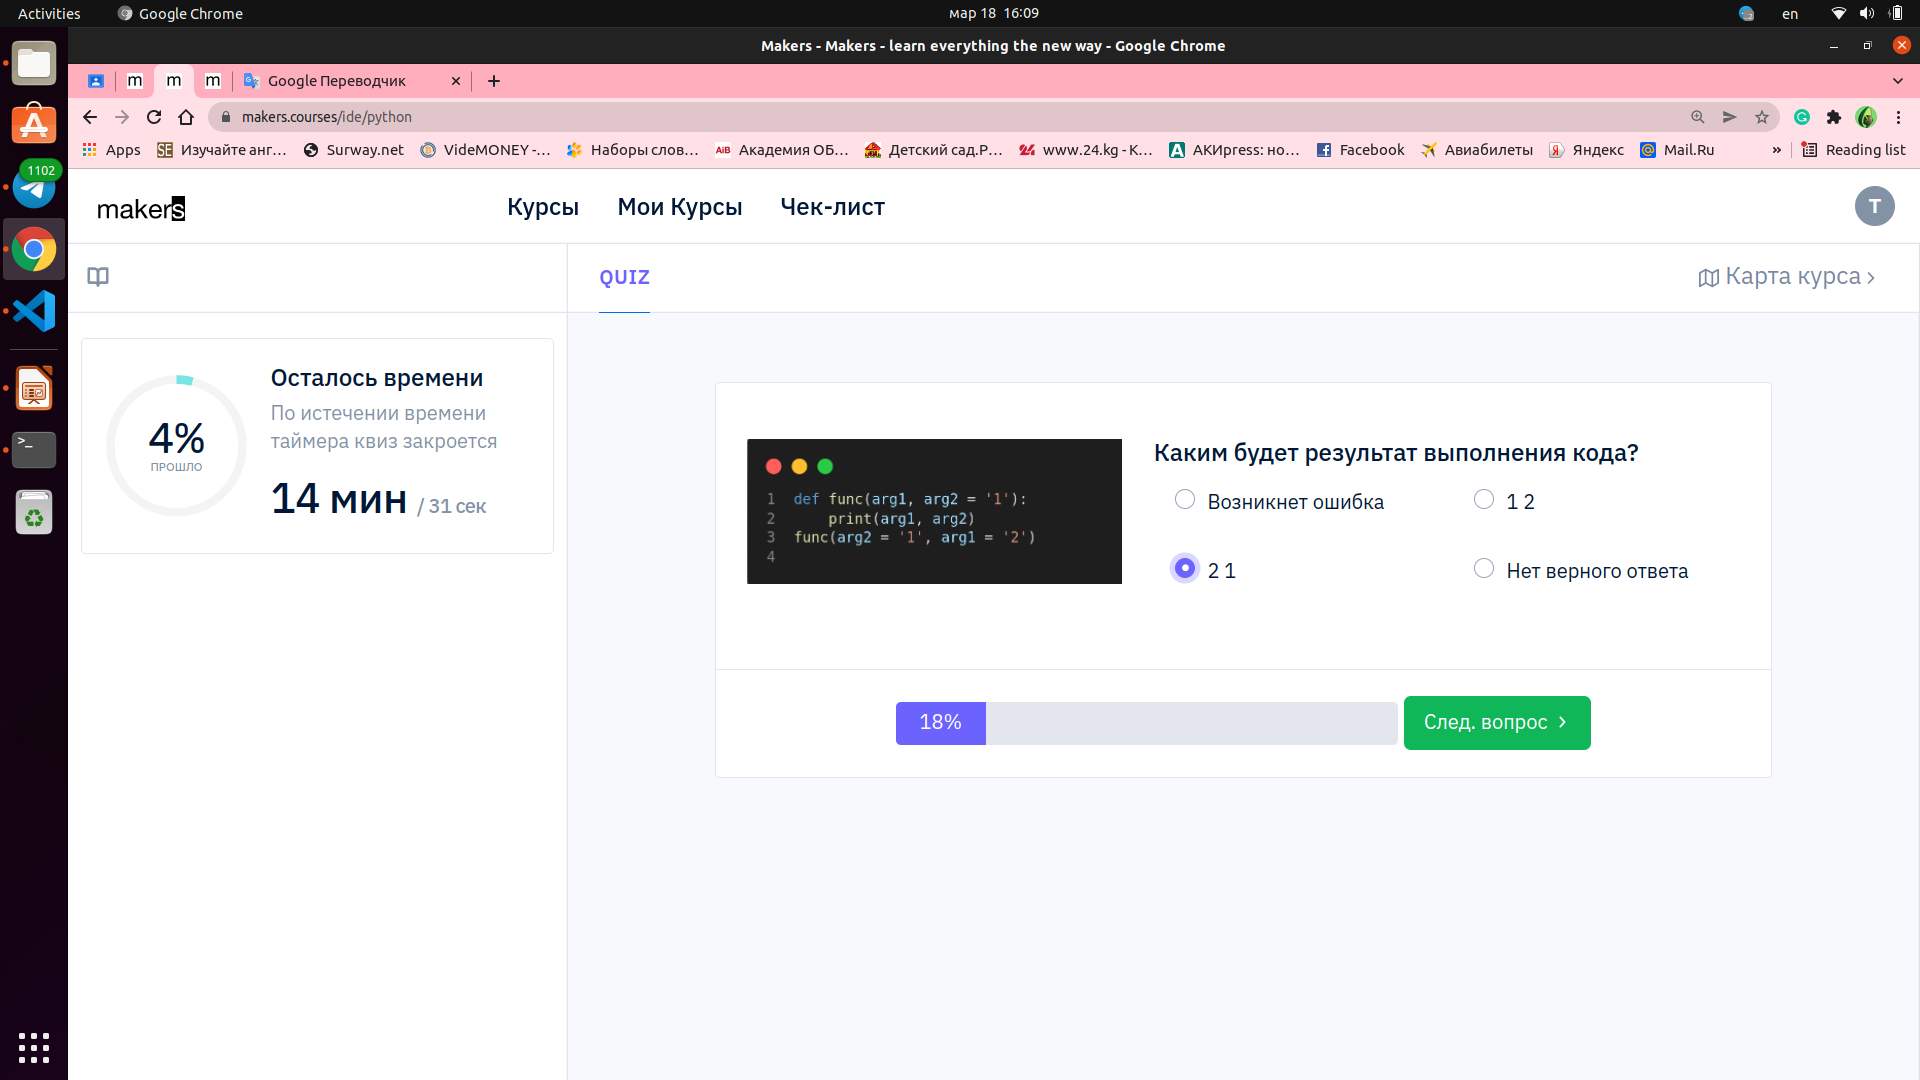 Activities
Google Chrome
мар 18 16:09
en
Makers - Makers - learn everything the new way - Google Chrome
m
m
m
Google Переводчик
makers.courses/ide/python
Apps
SE Изучайте анг...
Surway.net
VideMONEY -...
Наборы слов...
AiB Академия ОБ...
Детский сад.Р...
www.24.kg - К...
АКИpress: но...
Facebook
Авиабилеты
Яндекс
Mail.Ru
»
Reading list
1102
makers
Курсы
Мои Курсы
Чек-лист
T
QUIZ
Карта курса
4%
ПРОШЛО
Осталось времени
По истечении времени
таймера квиз закроется
14 мин / 31 сек
1 def func(arg1, arg2 = '1'):
2 print(arg1, arg2)
3 func(arg2 = '1', arg1 = '2')
4
Каким будет результат выполнения кода?
Возникнет ошибка
1 2
2 1
Нет верного ответа
18%
След. вопрос